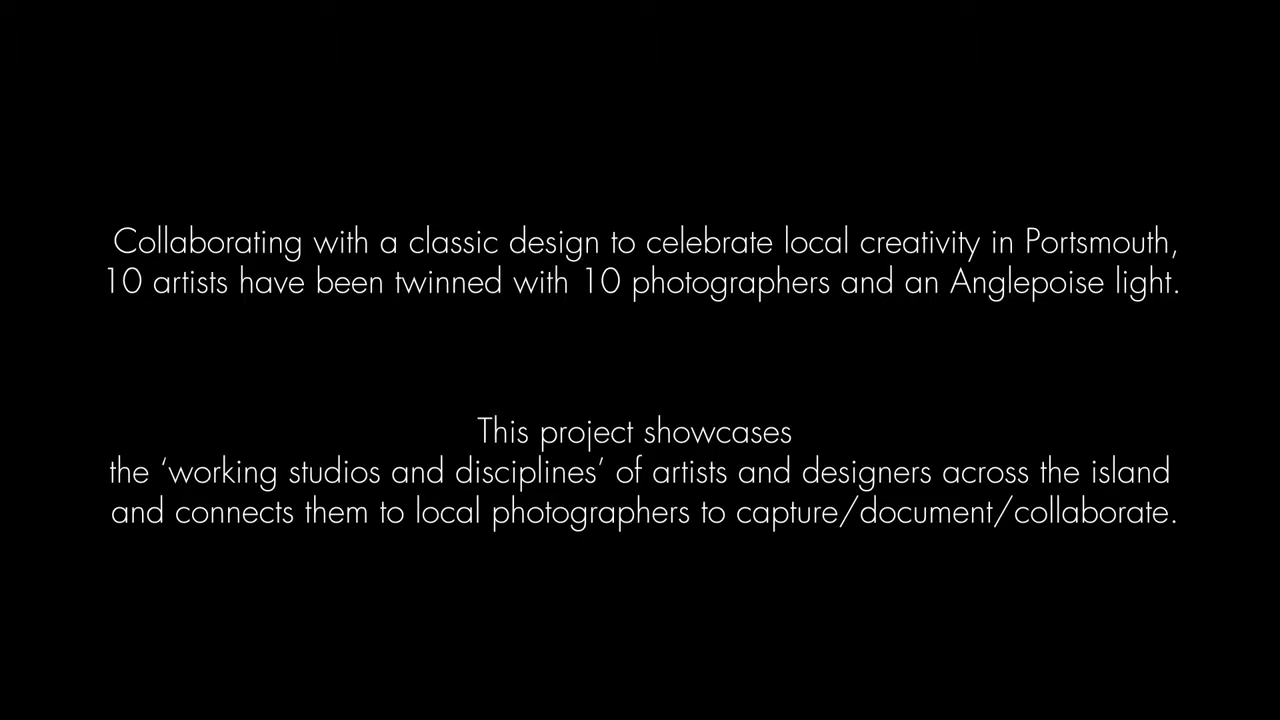 Collaborating with a classic design to celebrate local creativity in Portsmouth,
10 artists have been twinned with 10 photographers and an Anglepoise light.
This project showcases
the ‘working studios and disciplines’ of artists and designers across the island
and connects them to local photographers to capture/document/collaborate.